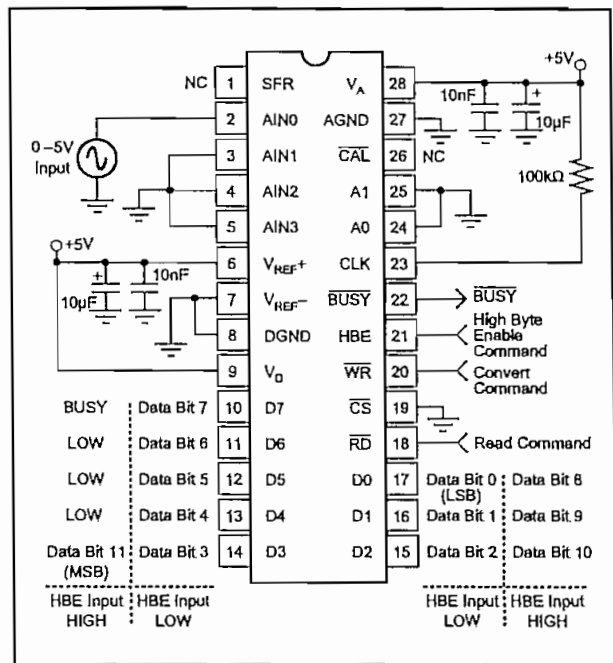 +5V
NC 1 SFR V_A 28
10nF + 10µF
0–5V Input
2 AIN0 AGND 27
3 AIN1 C̅A̅L̅ 26 NC
4 AIN2 A1 25
100kΩ
5 AIN3 A0 24
+5V
6 V_REF+ CLK 23
+ 10µF 10nF
7 V_REF– B̅U̅S̅Y̅ 22 B̅U̅S̅Y̅
8 DGND HBE 21 High Byte Enable Command
9 V_D W̅R̅ 20 Convert Command
BUSY Data Bit 7 10 D7 C̅S̅ 19
LOW Data Bit 6 11 D6 R̅D̅ 18 Read Command
LOW Data Bit 5 12 D5 D0 17 Data Bit 0 (LSB) Data Bit 8
LOW Data Bit 4 13 D4 D1 16 Data Bit 1 Data Bit 9
Data Bit 11 (MSB) Data Bit 3 14 D3 D2 15 Data Bit 2 Data Bit 10
HBE Input HIGH HBE Input LOW HBE Input LOW HBE Input HIGH